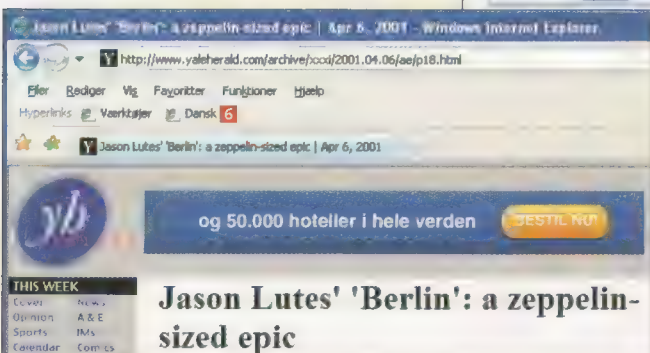 Jason Lutes' 'Berlin': a zeppelin-sized epic | Apr 6, 2001 - Windows Internet Explorer
http://www.yaleherald.com/archive/xxxi/2001.04.06/ae/p18.html
Filer Rediger Vis Favoritter Funktioner Hjælp
Hyperlinks Værktøjer Dansk 6
Jason Lutes' 'Berlin': a zeppelin-sized epic | Apr 6, 2001
yh
og 50.000 hoteller i hele verden BESTIL NU!
THIS WEEK
Cover News
Opinion A & E
Sports IMs
Calendar Comics
Jason Lutes' 'Berlin': a zeppelin-
sized epic